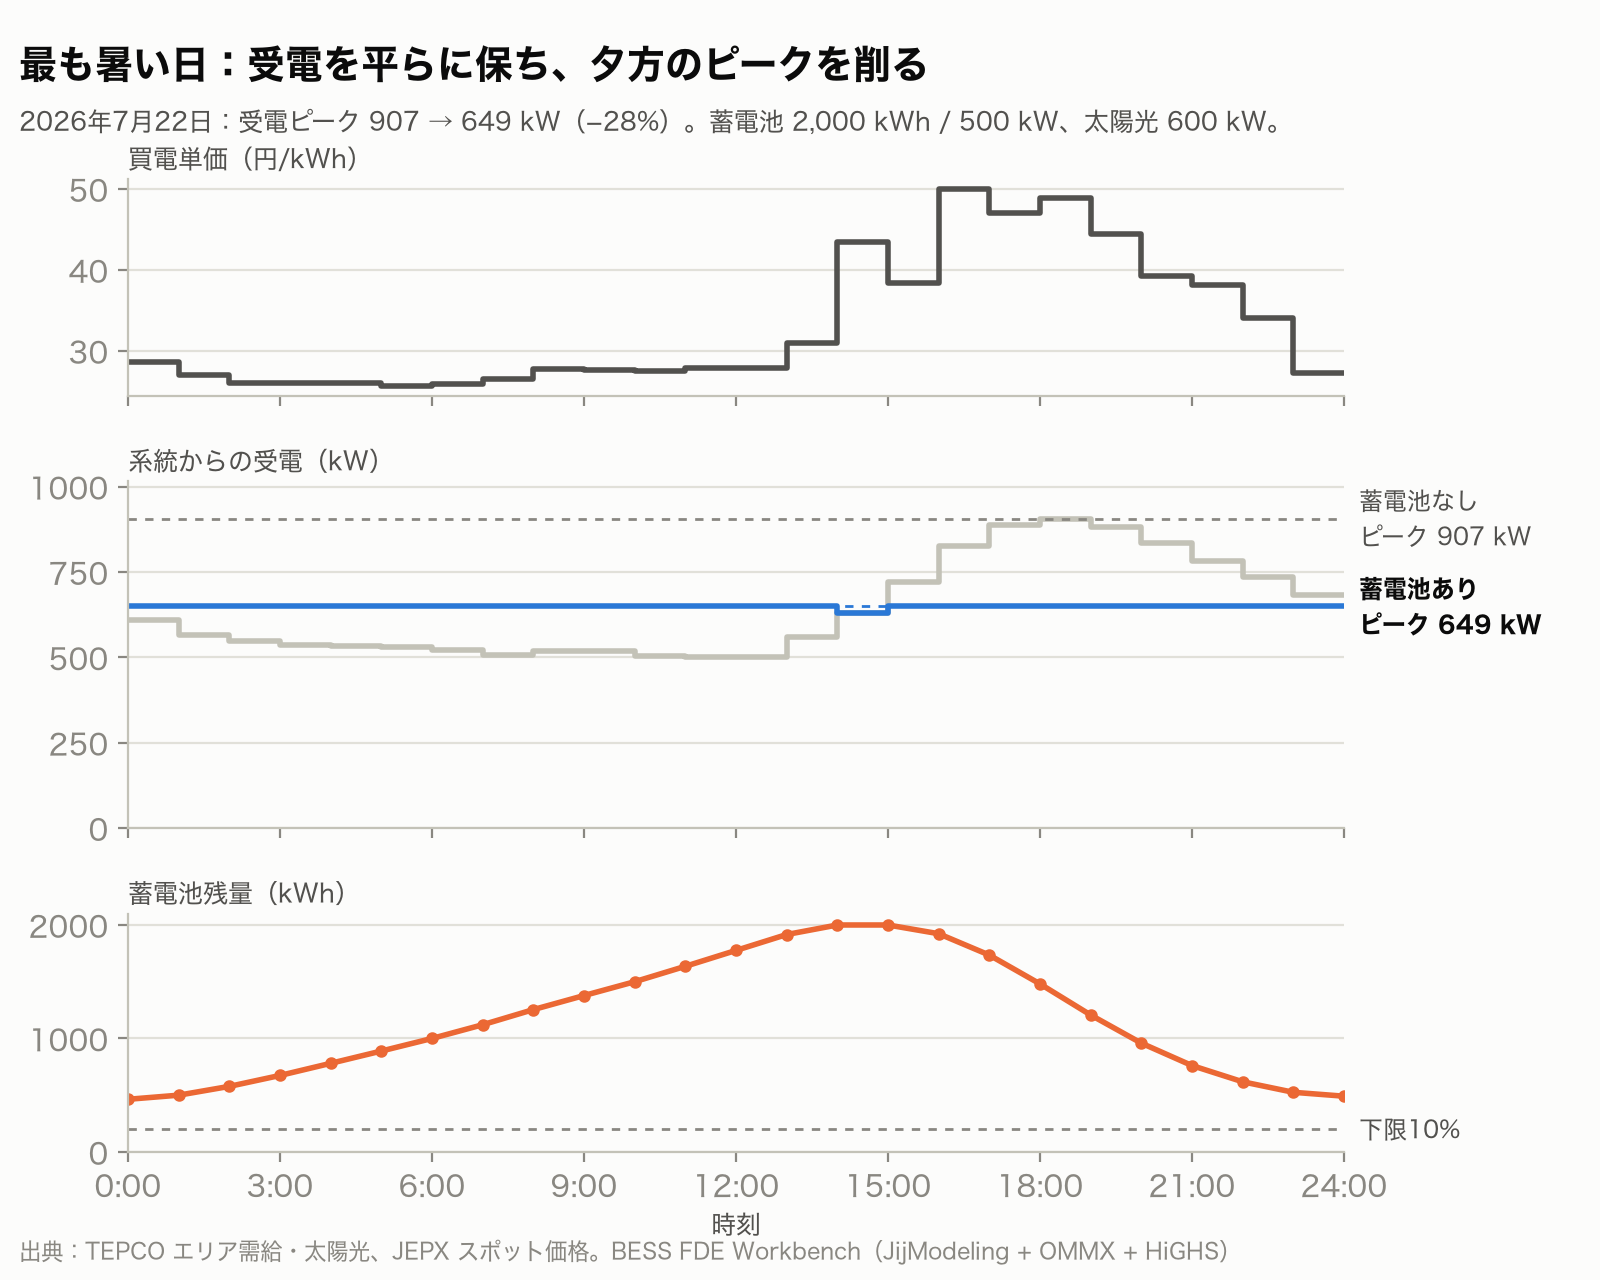 最も暑い日：受電を平らに保ち、夕方のピークを削る
2026年7月22日：受電ピーク 907 → 649 kW（−28%）。蓄電池 2,000 kWh / 500 kW、太陽光 600 kW。
買電単価（円/kWh）
50
40
30
系統からの受電（kW）
1000
750
500
250
0
蓄電池なし
ピーク 907 kW
蓄電池あり
ピーク 649 kW
蓄電池残量（kWh）
2000
1000
0
下限10%
0:00 3:00 6:00 9:00 12:00 15:00 18:00 21:00 24:00
時刻
出典：TEPCO エリア需給・太陽光、JEPX スポット価格。BESS FDE Workbench（JijModeling + OMMX + HiGHS）